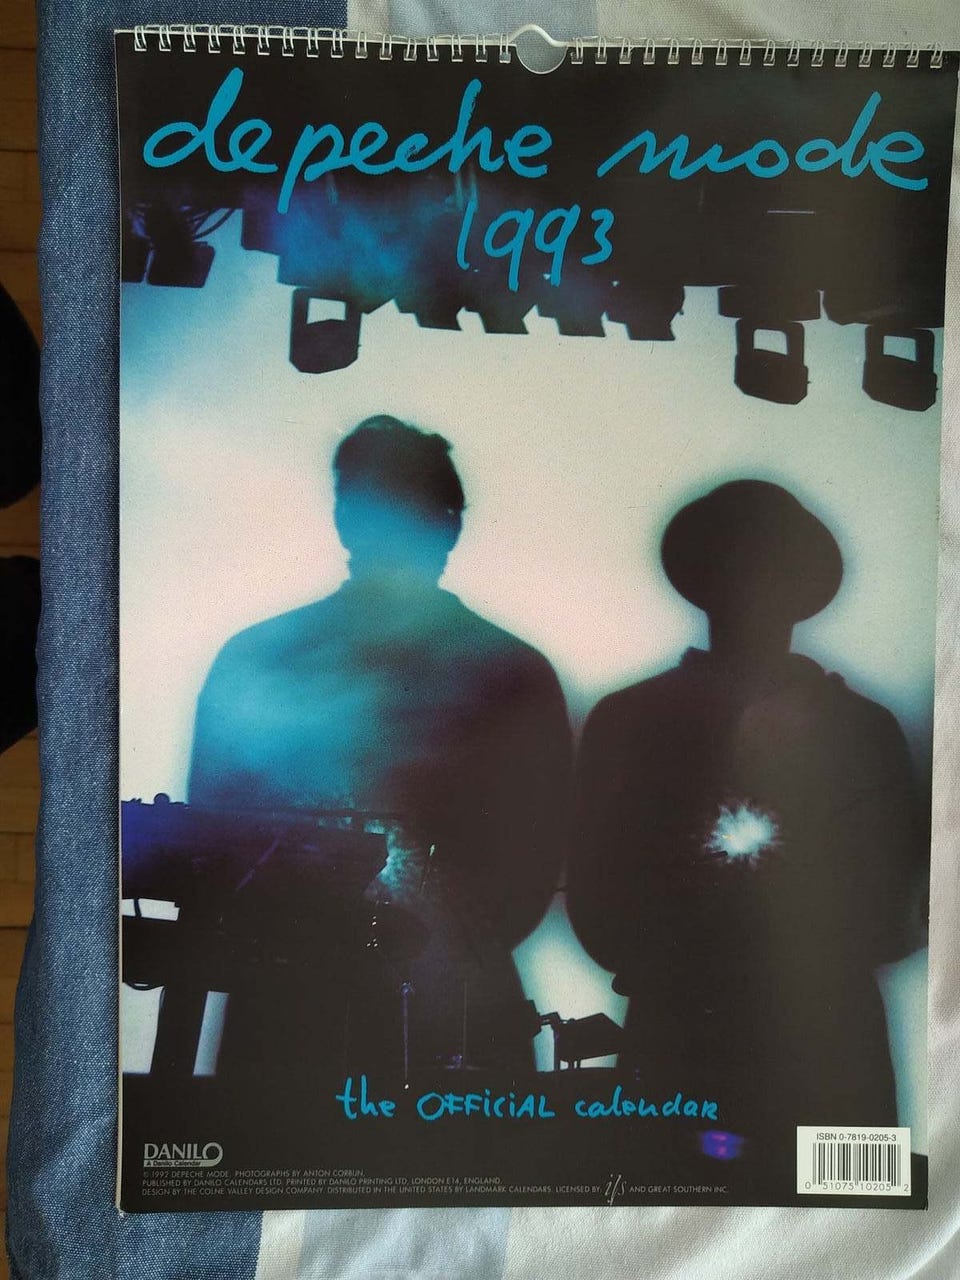 depeche mode
1993
the OFFICIAL calendar
DANILO
A Danilo Calendar
© 1992 DEPECHE MODE. PHOTOGRAPHS BY ANTON CORBIJN.
PUBLISHED BY DANILO CALENDARS LTD. PRINTED BY DANILO PRINTING LTD, LONDON E14, ENGLAND.
DESIGN BY THE COLNE VALLEY DESIGN COMPANY. DISTRIBUTED IN THE UNITED STATES BY LANDMARK CALENDARS. LICENSED BY: AND GREAT SOUTHERN INC.
ISBN 0-7819-0205-3
0 51075 10205 2